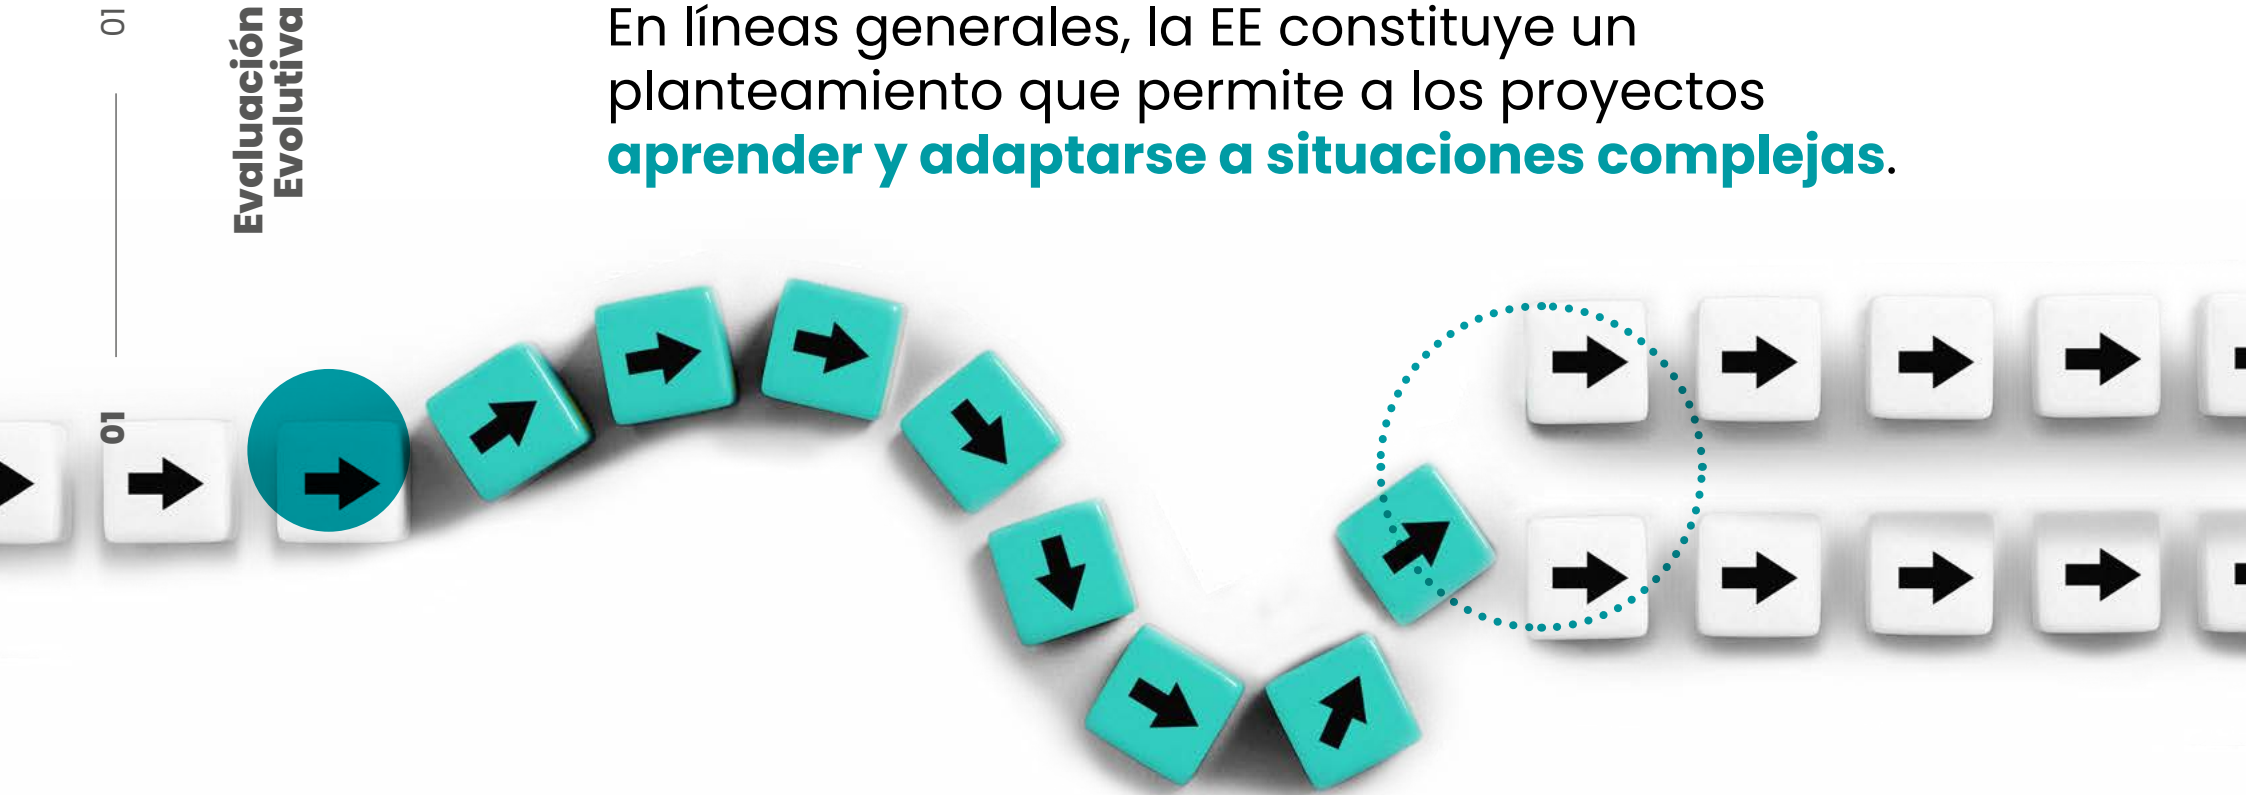 01
Evaluación
Evolutiva
En líneas generales, la EE constituye un
planteamiento que permite a los proyectos
aprender y adaptarse a situaciones complejas.
01